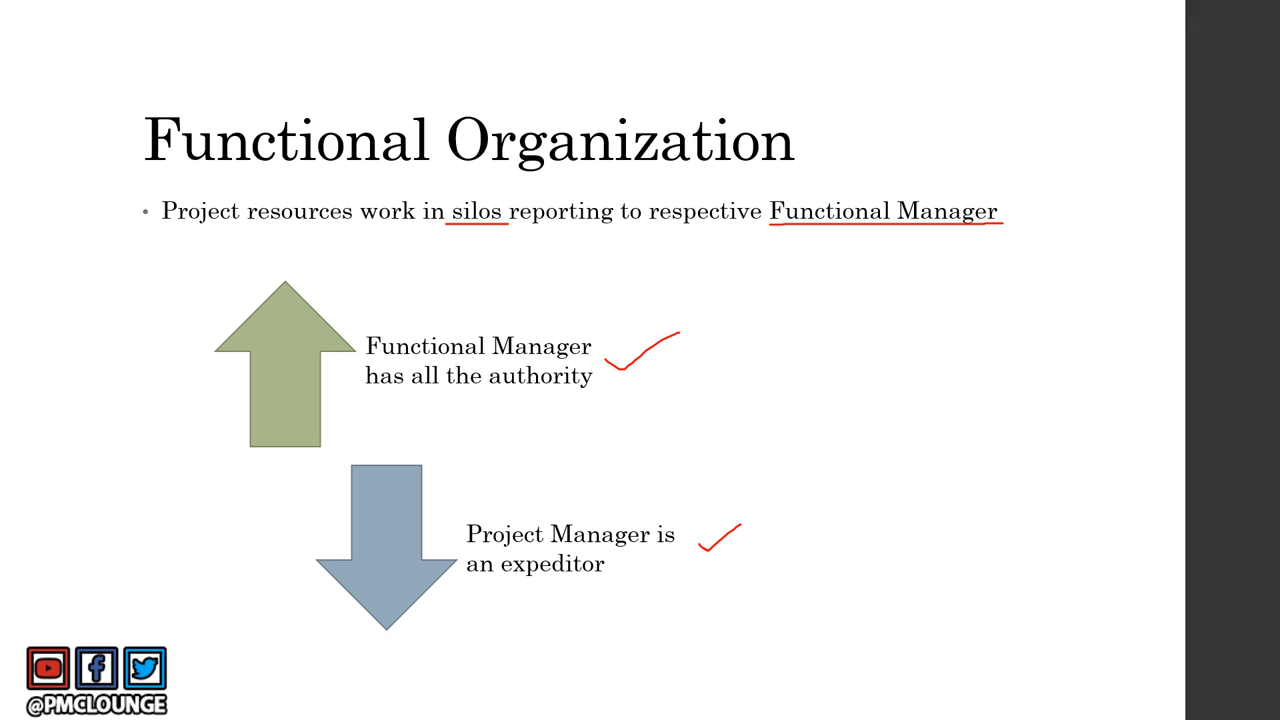 Functional Organization
• Project resources work in silos reporting to respective Functional Manager
Functional Manager
has all the authority
Project Manager is
an expeditor
@PMCLOUNGE